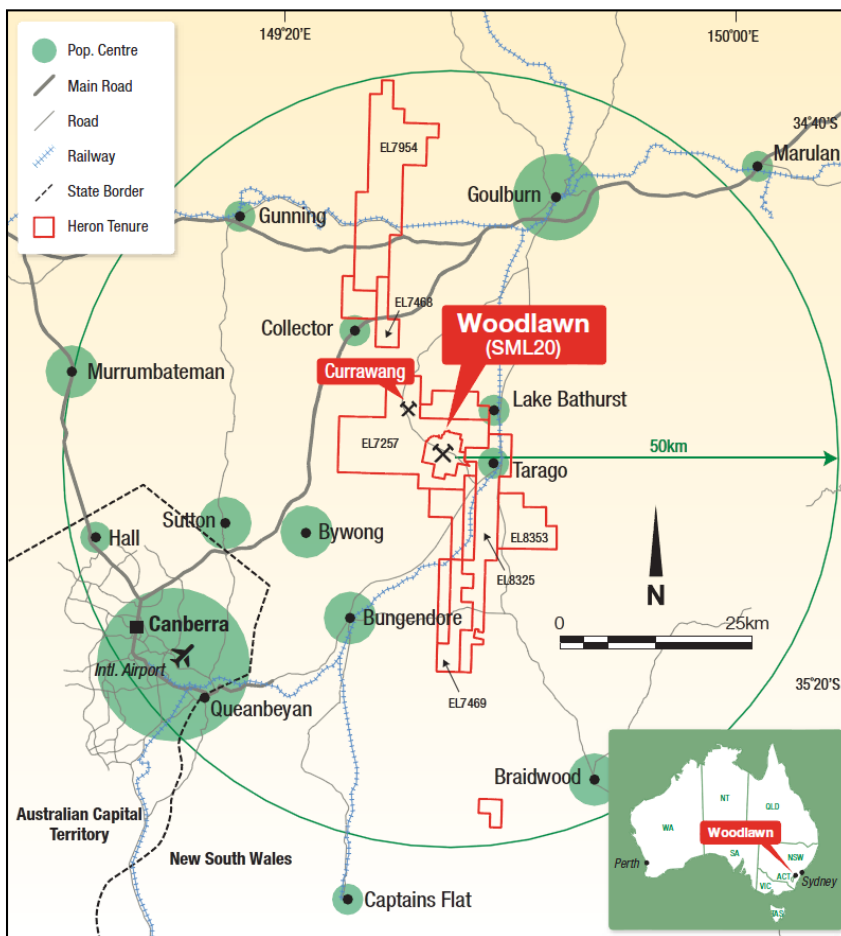 149°20'E
150°00'E
Pop. Centre
Main Road
Road
Railway
State Border
Heron Tenure
34°40'S
EL7954
Marulan
Goulburn
Gunning
EL7468
Collector
Woodlawn
(SML20)
Murrumbateman
Currawang
Lake Bathurst
EL7257
50km
Tarago
Sutton
Hall
Bywong
EL8353
EL8325
N
Bungendore
0
25km
Canberra
Intl. Airport
35°20'S
EL7469
Queanbeyan
Braidwood
Australian Capital
Territory
New South Wales
Captains Flat
NT
QLD
WA
Woodlawn
SA
NSW
Perth
ACT
Sydney
VIC
TAS